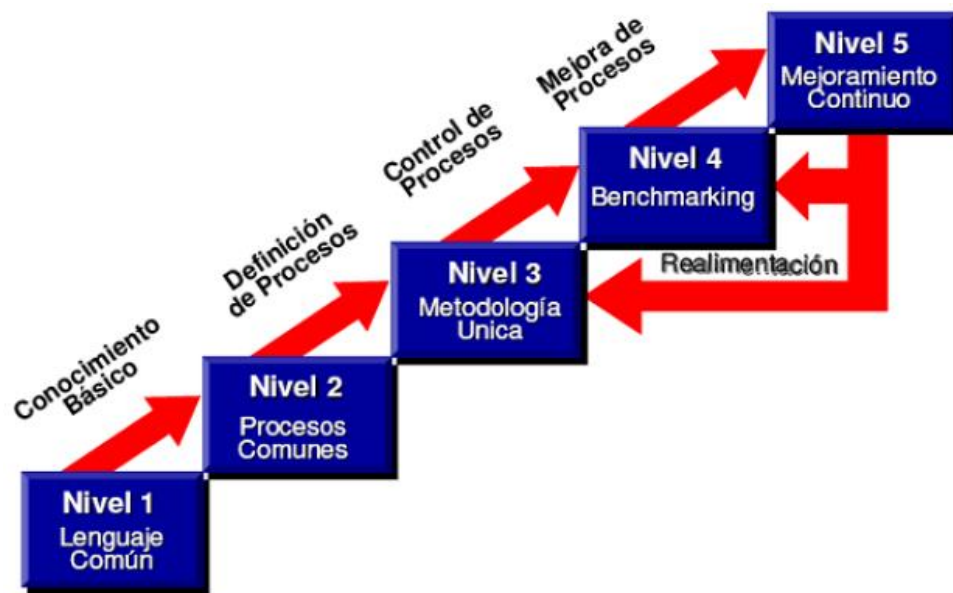 Nivel 5
Mejoramiento
Continuo
Mejora de
Procesos
Nivel 4
Benchmarking
Control de
Procesos
Realimentación
Nivel 3
Metodología
Unica
Definición
de Procesos
Nivel 2
Procesos
Comunes
Conocimiento
Básico
Nivel 1
Lenguaje
Común